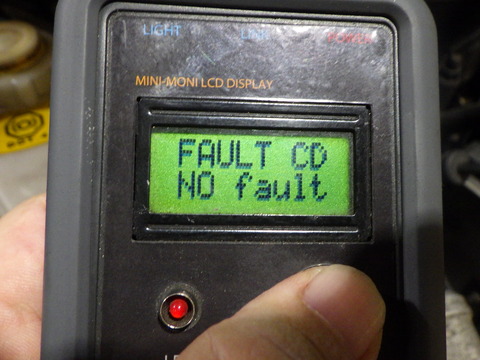 LIGHT LINK POWER
MINI-MONI LCD DISPLAY
FAULT CD
NO fault